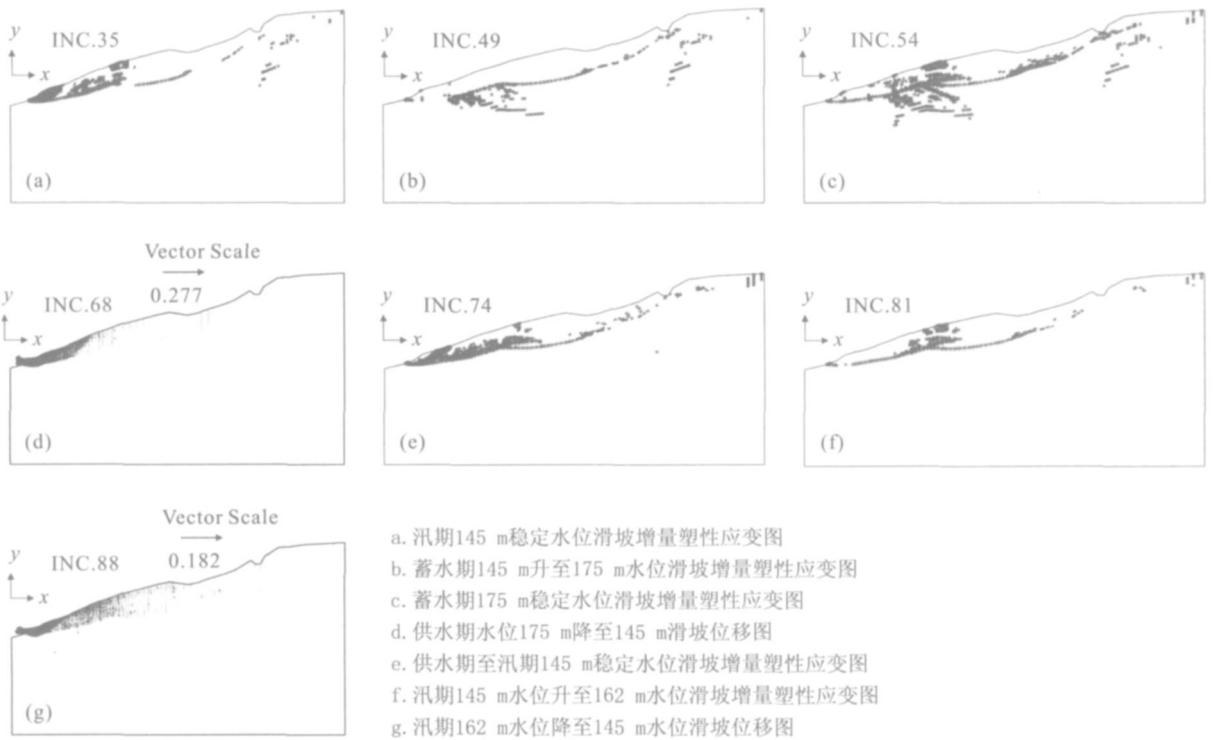 y
INC.35
x
(a)
y
INC.49
x
(b)
y
INC.54
x
(c)
Vector Scale
0.277
y
INC.68
x
(d)
y
INC.74
x
(e)
y
INC.81
x
(f)
Vector Scale
0.182
y
INC.88
x
(g)
a.汛期145 m稳定水位滑坡增量塑性应变图
b.蓄水期145 m升至175 m水位滑坡增量塑性应变图
c.蓄水期175 m稳定水位滑坡增量塑性应变图
d.供水期水位175 m降至145 m滑坡位移图
e.供水期至汛期145 m稳定水位滑坡增量塑性应变图
f.汛期145 m水位升至162 m水位滑坡增量塑性应变图
g.汛期162 m水位降至145 m水位滑坡位移图